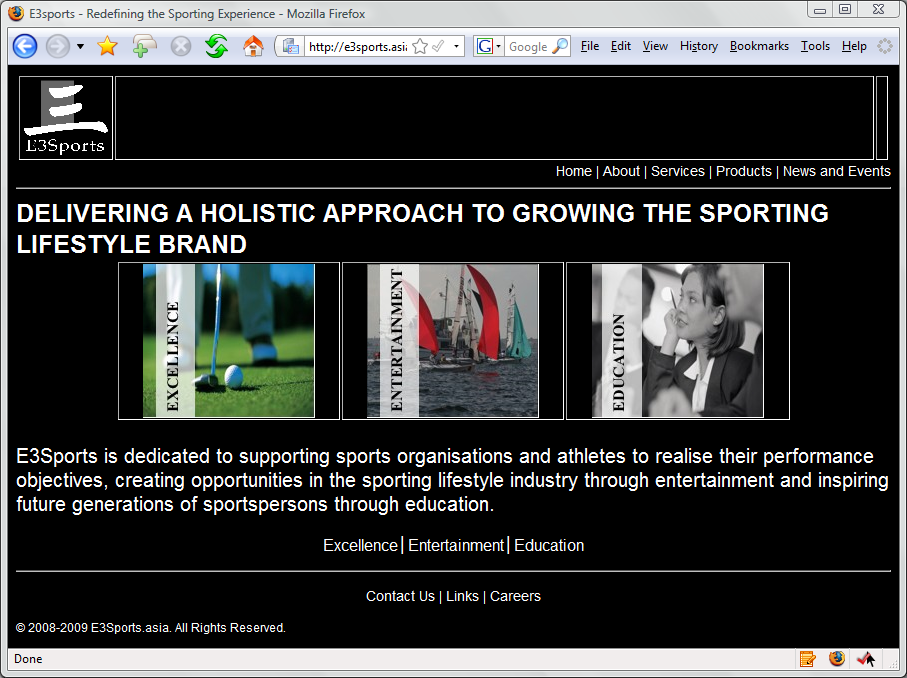 E3sports - Redefining the Sporting Experience - Mozilla Firefox
http://e3sports.asi
G Google File Edit View History Bookmarks Tools Help
E3Sports
Home | About | Services | Products | News and Events
DELIVERING A HOLISTIC APPROACH TO GROWING THE SPORTING
LIFESTYLE BRAND
EXCELLENCE
ENTERTAINMENT
EDUCATION
E3Sports is dedicated to supporting sports organisations and athletes to realise their performance
objectives, creating opportunities in the sporting lifestyle industry through entertainment and inspiring
future generations of sportspersons through education.
Excellence | Entertainment | Education
Contact Us | Links | Careers
© 2008-2009 E3Sports.asia. All Rights Reserved.
Done